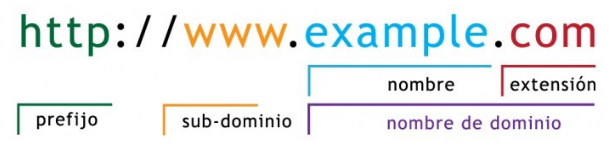 http://www.example.com
nombre extensión
prefijo sub-dominio nombre de dominio